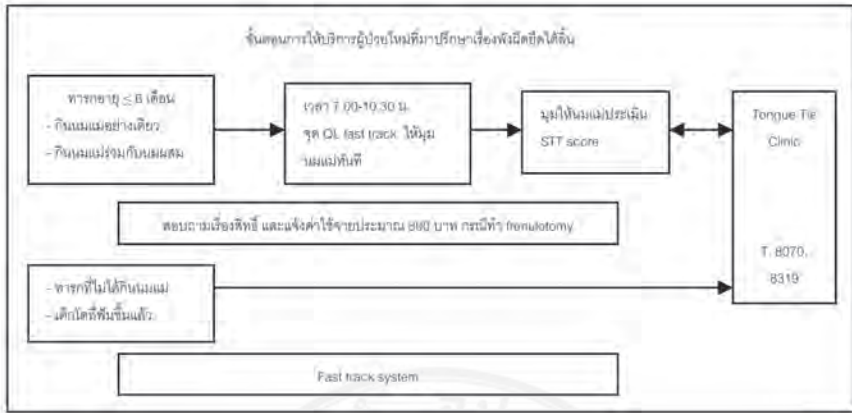 ขั้นตอนการให้บริการผู้ป่วยใหม่ที่มาปรึกษาเรื่องพังผืดยึดใต้ลิ้น
ทารกอายุ ≤ 6 เดือน
- กินนมแม่อย่างเดียว
- กินนมแม่ร่วมกับนมผสม
เวลา 7.00-10.30 น.
จุด QL fast track ให้มุม
นมแม่ทันที
มุมให้นมแม่ประเมิน
STT score
Tongue Tie
Clinic
T. 8070,
8319
สอบถามเรื่องสิทธิ์ และแจ้งค่าใช้จ่ายประมาณ บาท กรณีทำ frenulotomy
- ทารกที่ไม่ได้กินนมแม่
- เด็กโตที่ฟันขึ้นแล้ว
Fast track system